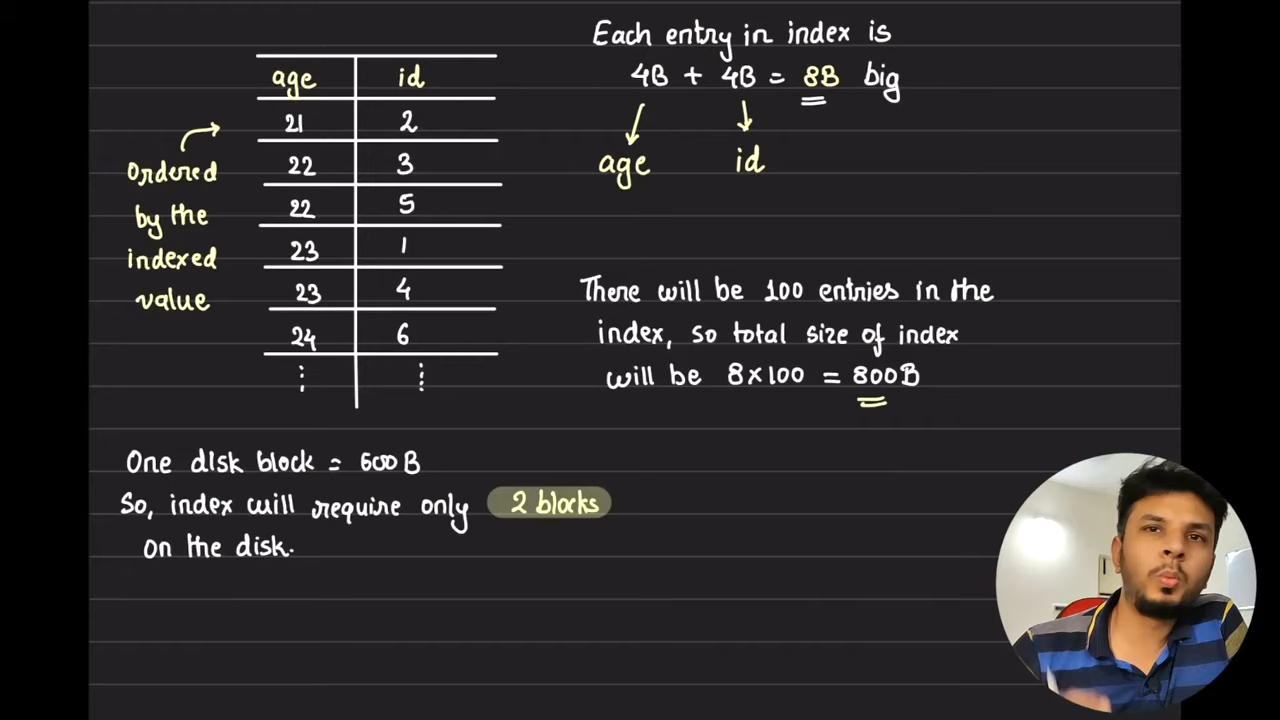 Each entry in index is
4B + 4B = 8B big
age id
age id
21 2
22 3
22 5
23 1
23 4
24 6
⋮ ⋮
Ordered
by the
indexed
value
There will be 100 entries in the
index, so total size of index
will be 8x100 = 800B
One disk block = 600B
So, index will require only 2 blocks
on the disk.